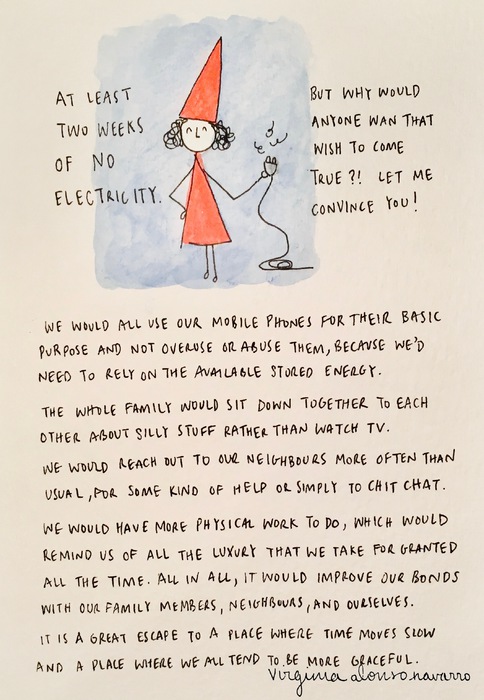 AT LEAST
TWO WEEKS
OF NO
ELECTRICITY.
BUT WHY WOULD
ANYONE WAN THAT
WISH TO COME
TRUE?! LET ME
CONVINCE YOU!
WE WOULD ALL USE OUR MOBILE PHONES FOR THEIR BASIC
PURPOSE AND NOT OVERUSE OR ABUSE THEM, BECAUSE WE'D
NEED TO RELY ON THE AVAILABLE STORED ENERGY.
THE WHOLE FAMILY WOULD SIT DOWN TOGETHER TO EACH
OTHER ABOUT SILLY STUFF RATHER THAN WATCH TV.
WE WOULD REACH OUT TO OUR NEIGHBOURS MORE OFTEN THAN
USUAL, FOR SOME KIND OF HELP OR SIMPLY TO CHIT CHAT.
WE WOULD HAVE MORE PHYSICAL WORK TO DO, WHICH WOULD
REMIND US OF ALL THE LUXURY THAT WE TAKE FOR GRANTED
ALL THE TIME. ALL IN ALL, IT WOULD IMPROVE OUR BONDS
WITH OUR FAMILY MEMBERS, NEIGHBOURS, AND OURSELVES.
IT IS A GREAT ESCAPE TO A PLACE WHERE TIME MOVES SLOW
AND A PLACE WHERE WE ALL TEND TO BE MORE GRACEFUL.
Virginia alonso navarro